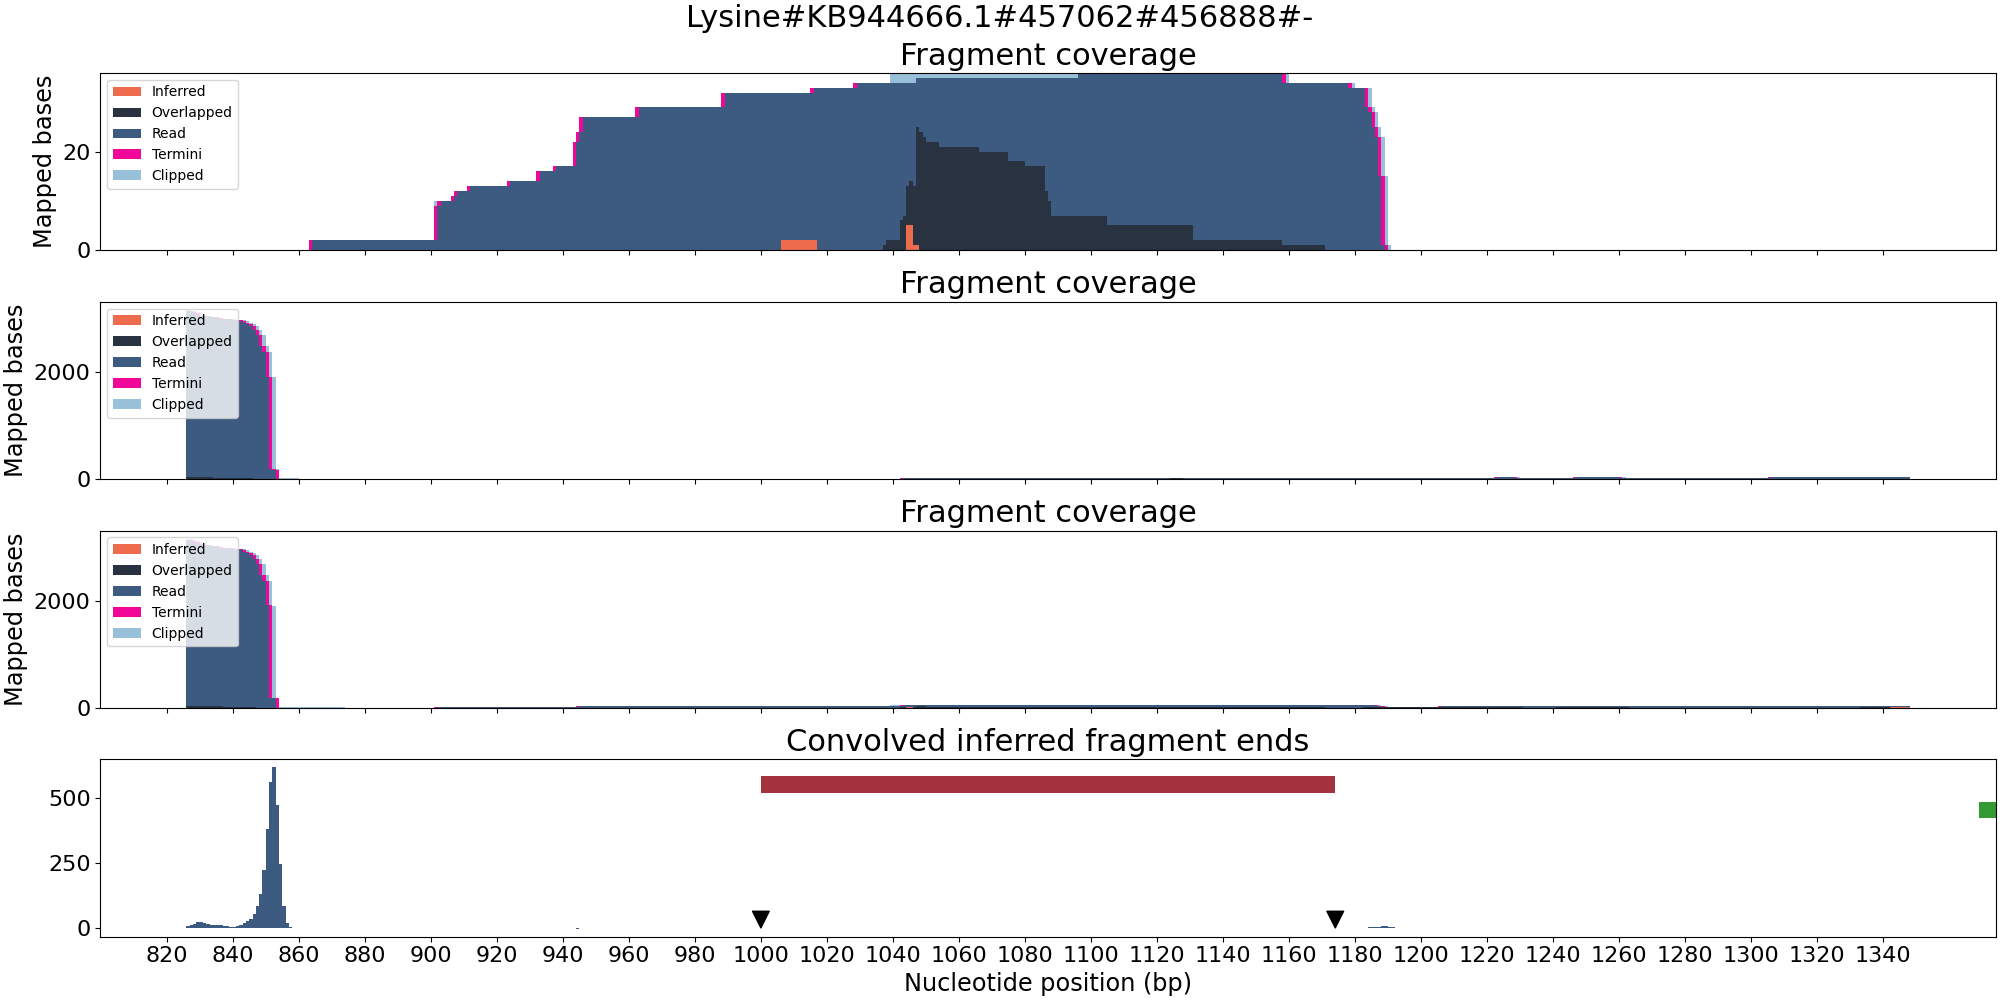 Lysine#KB944666.1#457062#456888#-
Fragment coverage
Mapped bases
20
0
Inferred
Overlapped
Read
Termini
Clipped
Fragment coverage
Mapped bases
2000
0
Inferred
Overlapped
Read
Termini
Clipped
Fragment coverage
Mapped bases
2000
0
Inferred
Overlapped
Read
Termini
Clipped
Convolved inferred fragment ends
500
250
0
820 840 860 880 900 920 940 960 980 1000 1020 1040 1060 1080 1100 1120 1140 1160 1180 1200 1220 1240 1260 1280 1300 1320 1340
Nucleotide position (bp)